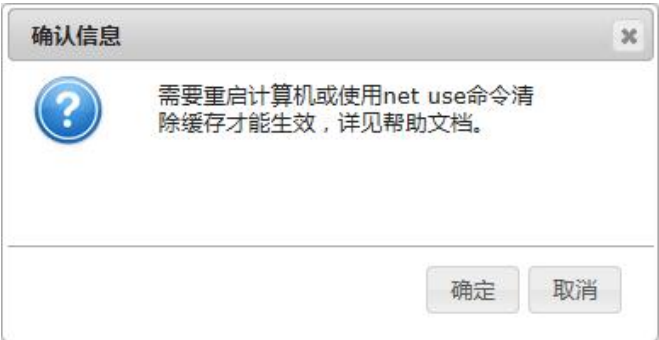 确认信息
需要重启计算机或使用net use命令清
除缓存才能生效，详见帮助文档。
确定
取消